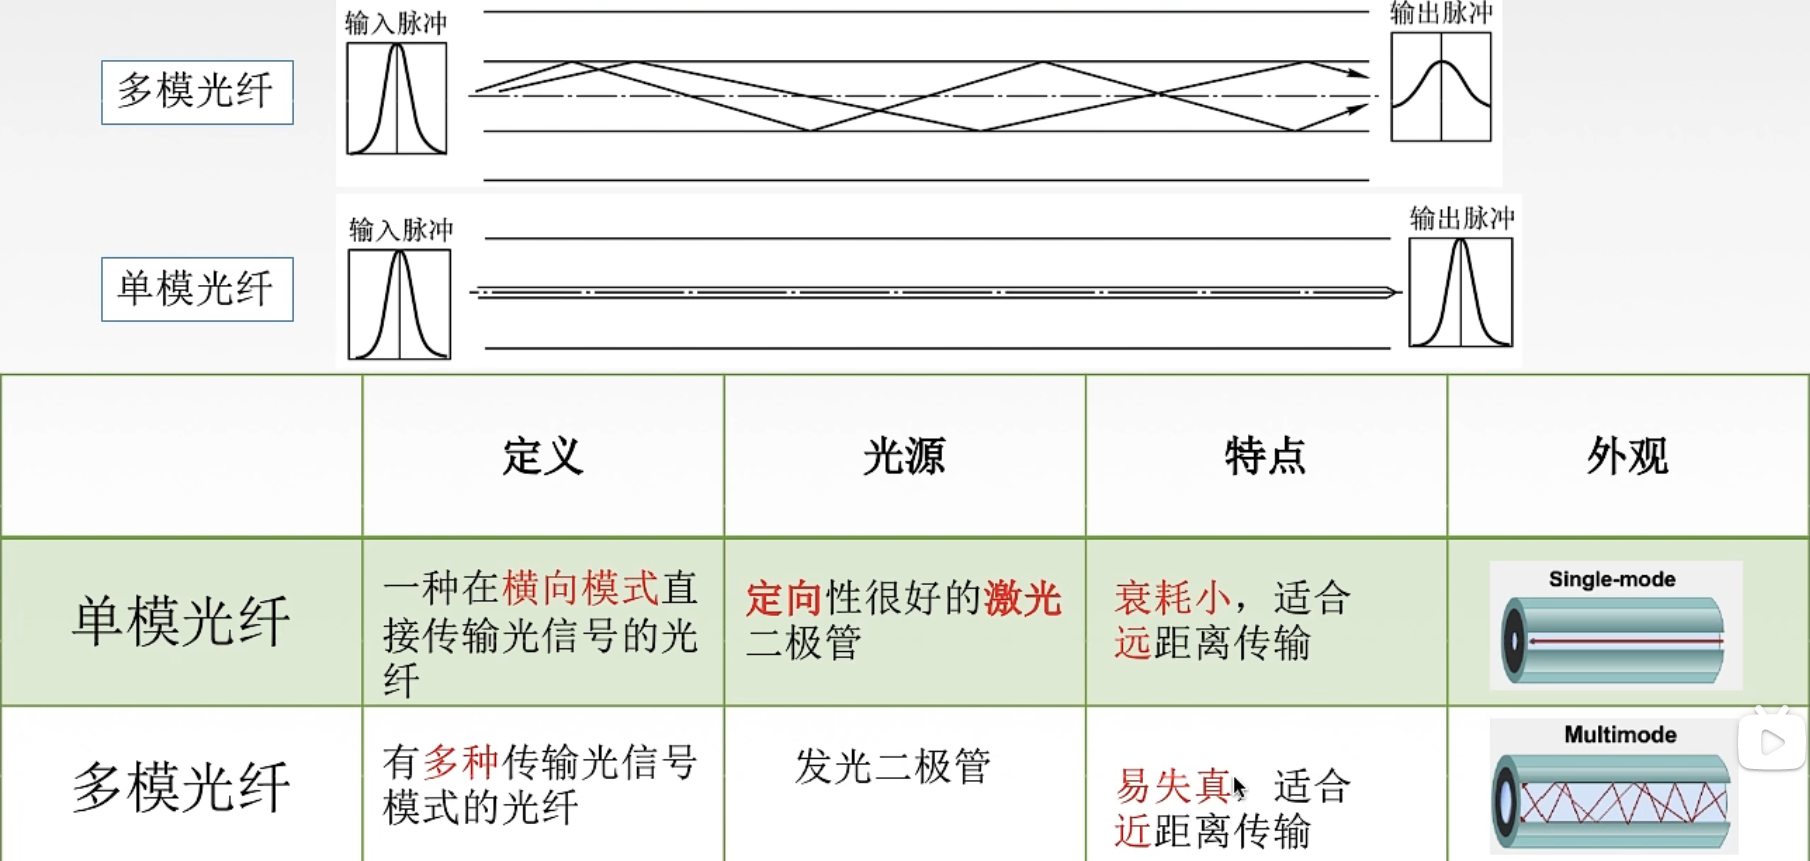 输入脉冲
输出脉冲
多模光纤
输入脉冲
输出脉冲
单模光纤
定义
光源
特点
外观
单模光纤
一种在横向模式直
接传输光信号的光
纤
定向性很好的激光
二极管
衰耗小，适合
远距离传输
Single-mode
多模光纤
有多种传输光信号
模式的光纤
发光二极管
易失真 适合
近距离传输
Multimode